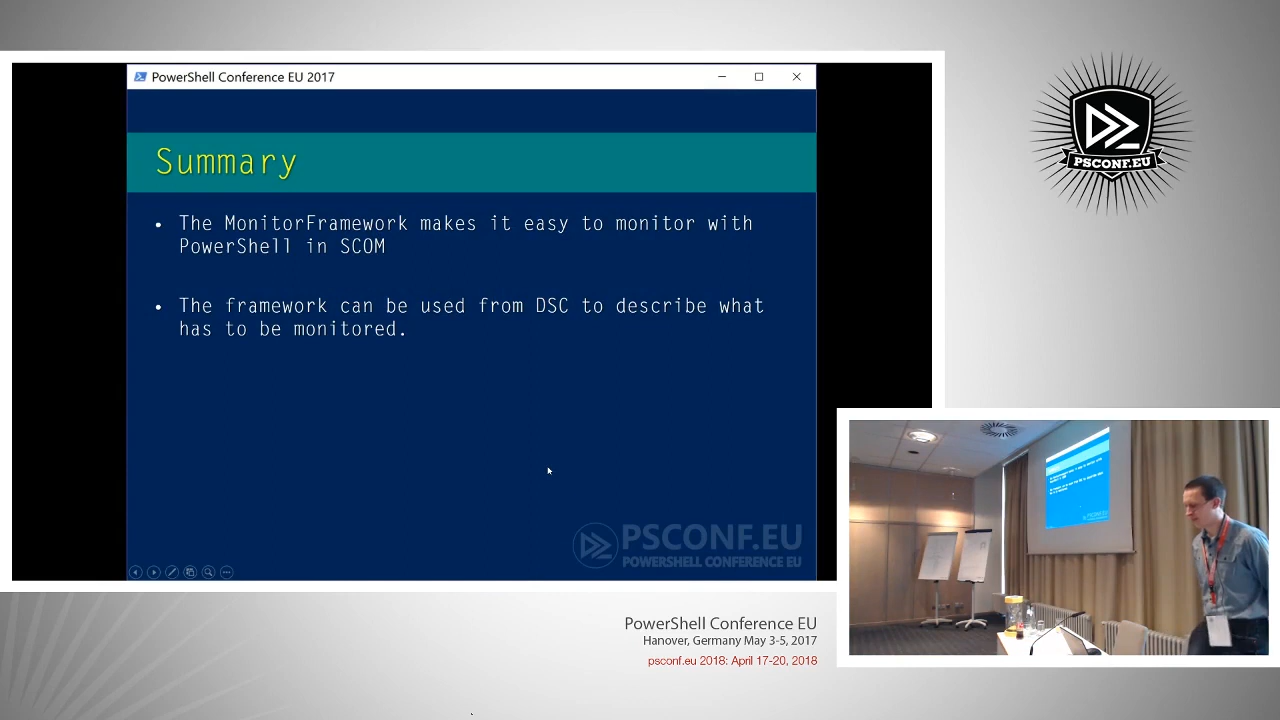 PowerShell Conference EU 2017
Summary
• The MonitorFramework makes it easy to monitor with
PowerShell in SCOM
• The framework can be used from DSC to describe what
has to be monitored.
PSCONF.EU
POWERSHELL CONFERENCE EU
PSCONF.EU
PowerShell Conference EU
Hanover, Germany May 3-5, 2017
psconf.eu 2018: April 17-20, 2018